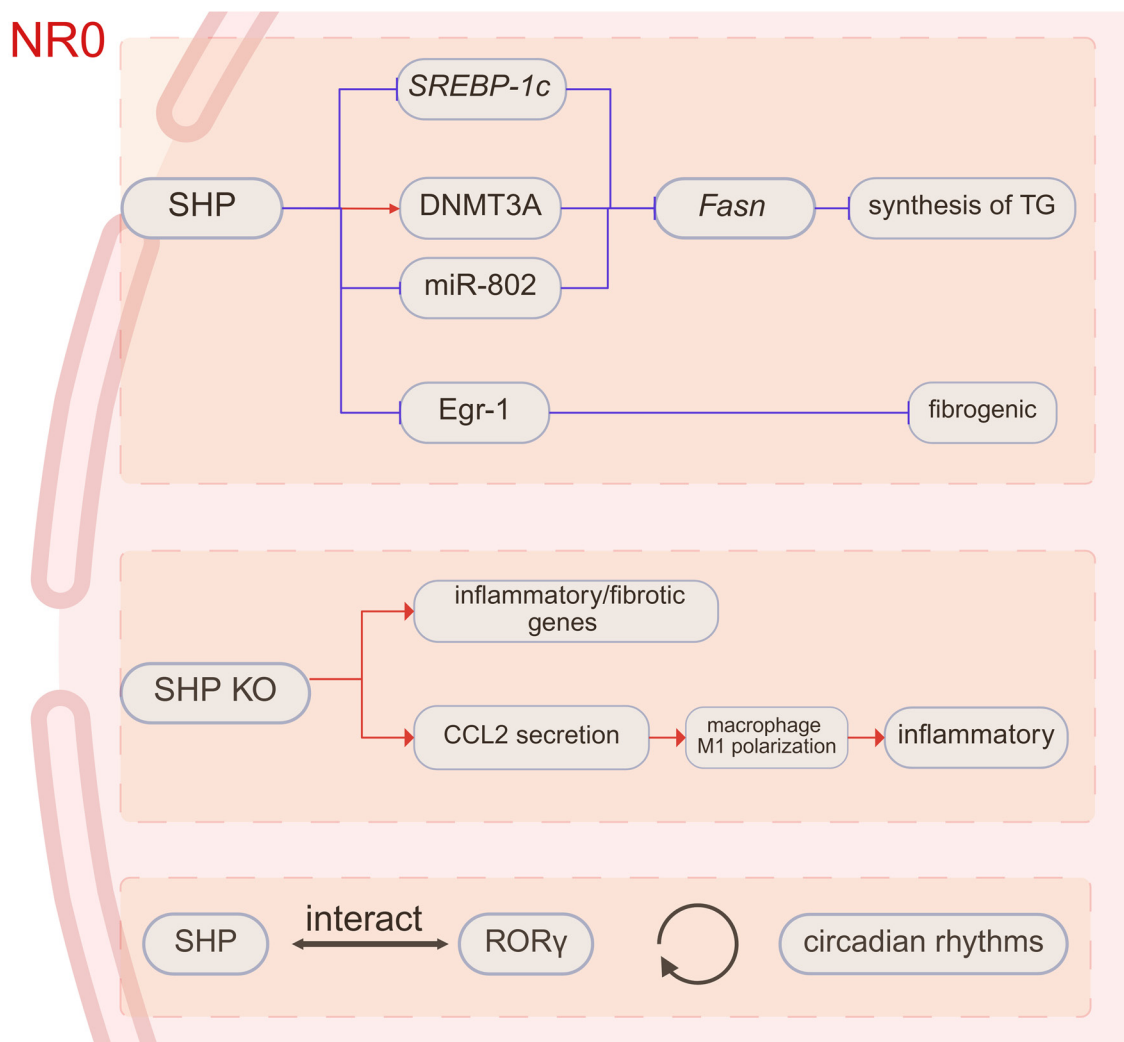 NR0
SREBP-1c
SHP
DNMT3A
Fasn
synthesis of TG
miR-802
Egr-1
fibrogenic
inflammatory/fibrotic
genes
SHP KO
CCL2 secretion
macrophage
M1 polarization
inflammatory
interact
SHP
RORγ
circadian rhythms